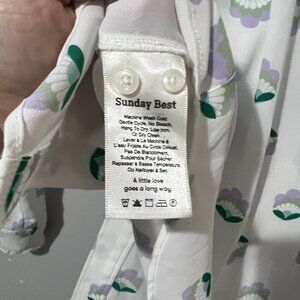 Sunday Best
Machine Wash Cold
Gentle Cycle, No Bleach,
Hang To Dry, Low Iron,
Or Dry Clean
Laver À La Machine À
L'eau Froide Au Cycle Délicat,
Pas De Blanchiment,
Suspendre Pour Sécher,
Repasser À Basse Température,
Ou Nettoyer À Sec
A little love
goes a long way.